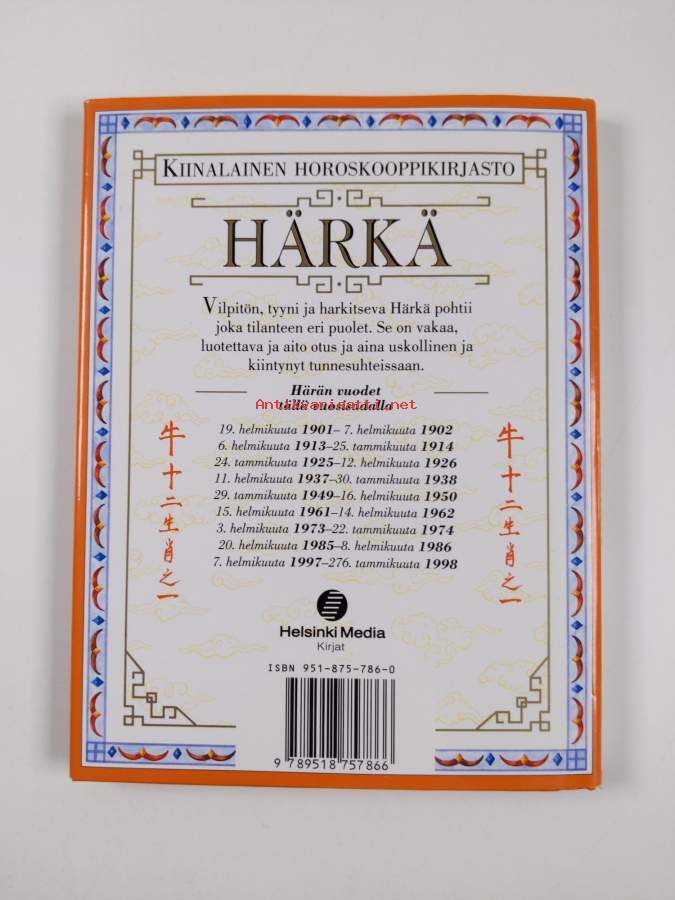 KIINALAINEN HOROSKOOPPIKIRJASTO
HÄRKÄ
Vilpitön, tyyni ja harkitseva Härkä pohtii
joka tilanteen eri puolet. Se on vakaa,
luotettava ja aito otus ja aina uskollinen ja
kiintynyt tunnesuhteissaan.
Härän vuodet
tällä vuosisadalla
Antikvariaatti.net
19. helmikuuta 1901–7. helmikuuta 1902
6. helmikuuta 1913–25. tammikuuta 1914
24. tammikuuta 1925–12. helmikuuta 1926
11. helmikuuta 1937–30. tammikuuta 1938
29. tammikuuta 1949–16. helmikuuta 1950
15. helmikuuta 1961–14. helmikuuta 1962
3. helmikuuta 1973–22. tammikuuta 1974
20. helmikuuta 1985–8. helmikuuta 1986
7. helmikuuta 1997–276. tammikuuta 1998
牛十二生肖之一
牛十二生肖之一
Helsinki Media
Kirjat
ISBN 951-875-786-0
9 789518 757866